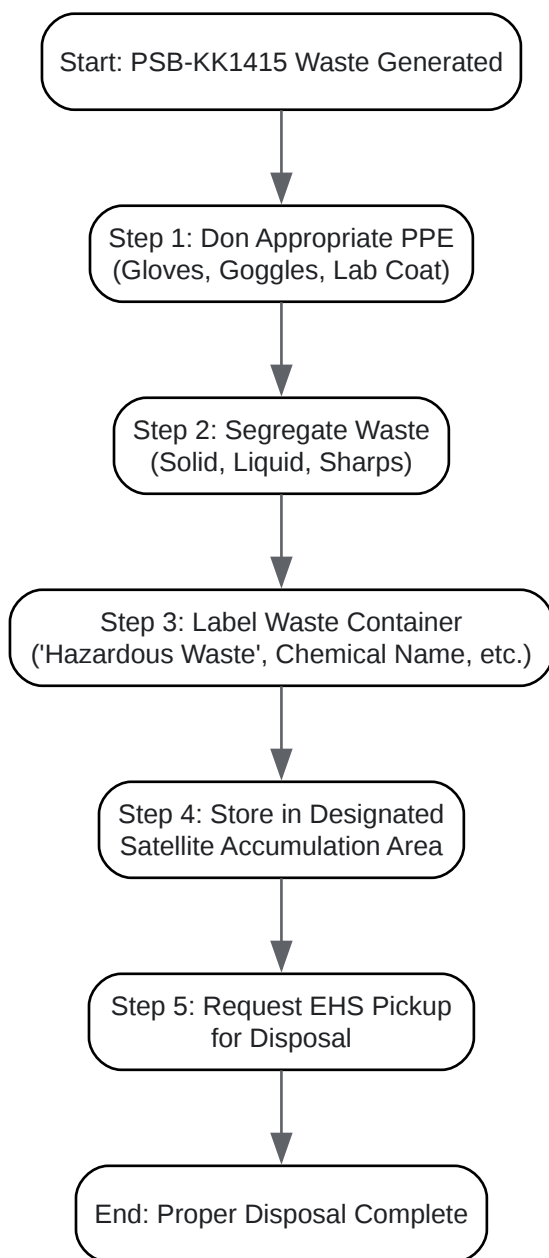 Start: PSB-KK1415 Waste Generated
Step 1: Don Appropriate PPE
(Gloves, Goggles, Lab Coat)
Step 2: Segregate Waste
(Solid, Liquid, Sharps)
Step 3: Label Waste Container
('Hazardous Waste', Chemical Name, etc.)
Step 4: Store in Designated
Satellite Accumulation Area
Step 5: Request EHS Pickup
for Disposal
End: Proper Disposal Complete